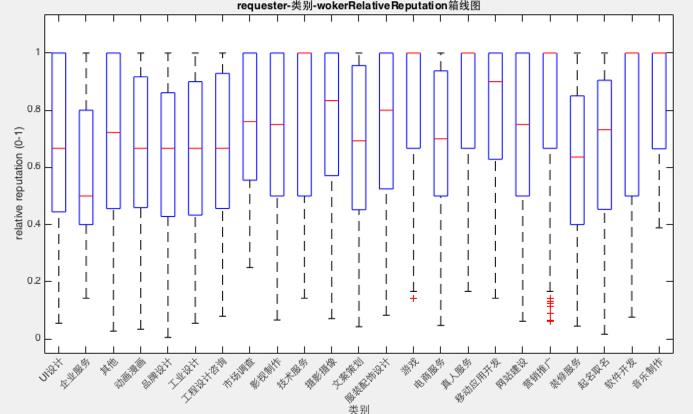 requester-类别-wokerRelativeReputation箱线图
relative reputation (0-1)
1
0.8
0.6
0.4
0.2
0
UI设计
企业服务
其他
动画漫画
品牌设计
工业设计
工程设计咨询
市场调查
影视制作
技术服务
摄影摄像
文案策划
服装配饰设计
游戏
电商服务
真人服务
移动应用开发
网站建设
营销推广
装修服务
起名取名
软件开发
音乐制作
类别